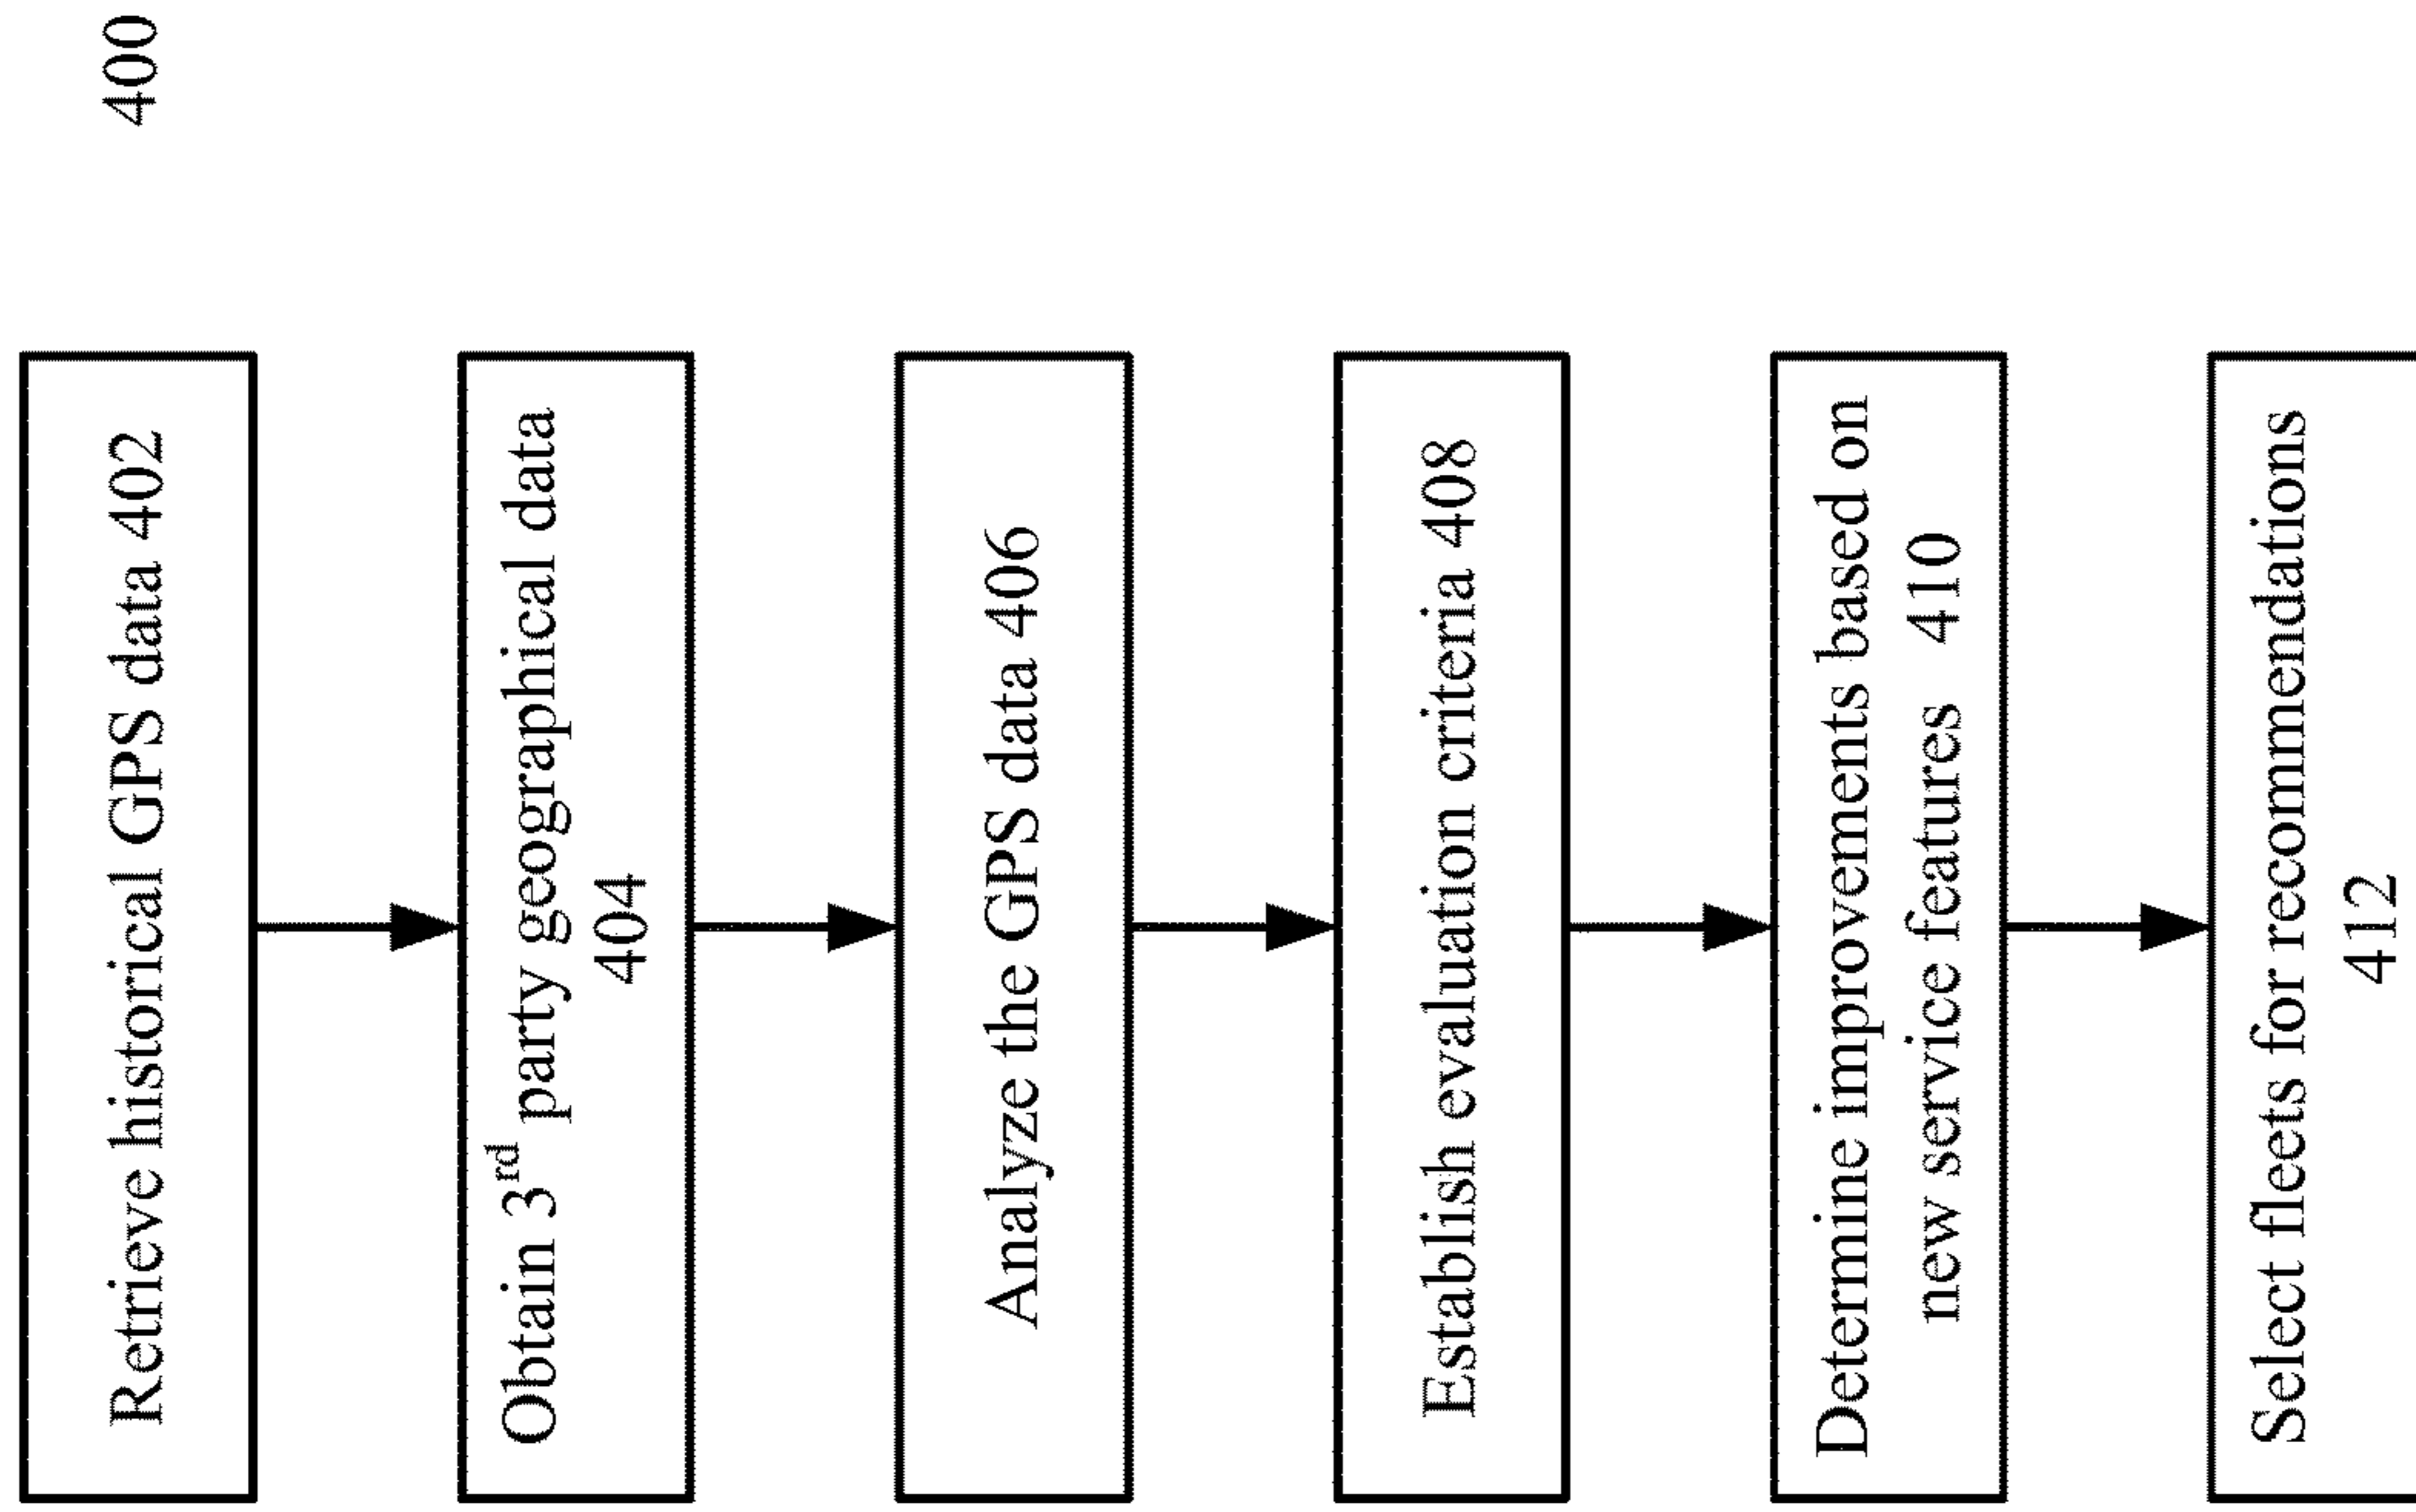 400
Retrieve historical GPS data 402
Obtain 3rd party geographical data
404
Analyze the GPS data 406
Establish evaluation criteria 408
Determine improvements based on
new service features 410
Select fleets for recommendations
412